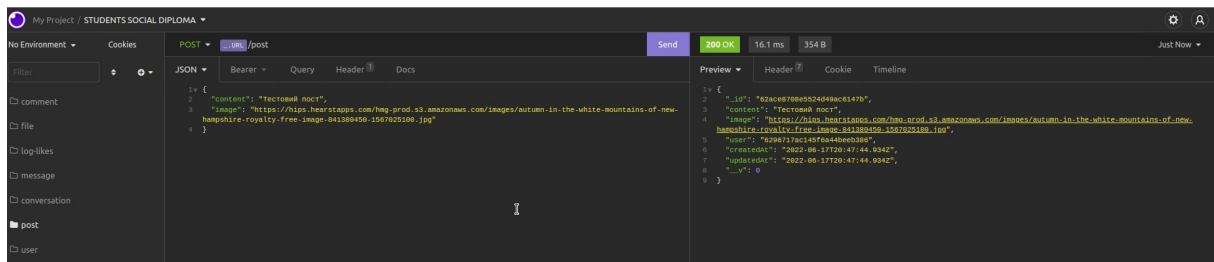 My Project / STUDENTS SOCIAL DIPLOMA
No Environment
Cookies
POST
_.URL /post
Send
200 OK
16.1 ms
354 B
Just Now
Filter
JSON
Bearer
Query
Header 1
Docs
Preview
Header 7
Cookie
Timeline
comment
file
log-likes
message
conversation
post
user
1 {
2 "content": "Тестовий пост",
3 "image": "https://hips.hearstapps.com/hmg-prod.s3.amazonaws.com/images/autumn-in-the-white-mountains-of-new-
hampshire-royalty-free-image-841380450-1567025100.jpg"
4 }
1 {
2 "_id": "62ace8708e5524d49ac6147b",
3 "content": "Тестовий пост",
4 "image": "https://hips.hearstapps.com/hmg-prod.s3.amazonaws.com/images/autumn-in-the-white-mountains-of-new-
hampshire-royalty-free-image-841380450-1567025100.jpg",
5 "user": "6296717ac145f6a44beeb386",
6 "createdAt": "2022-06-17T20:47:44.934Z",
7 "updatedAt": "2022-06-17T20:47:44.934Z",
8 "__v": 0
9 }